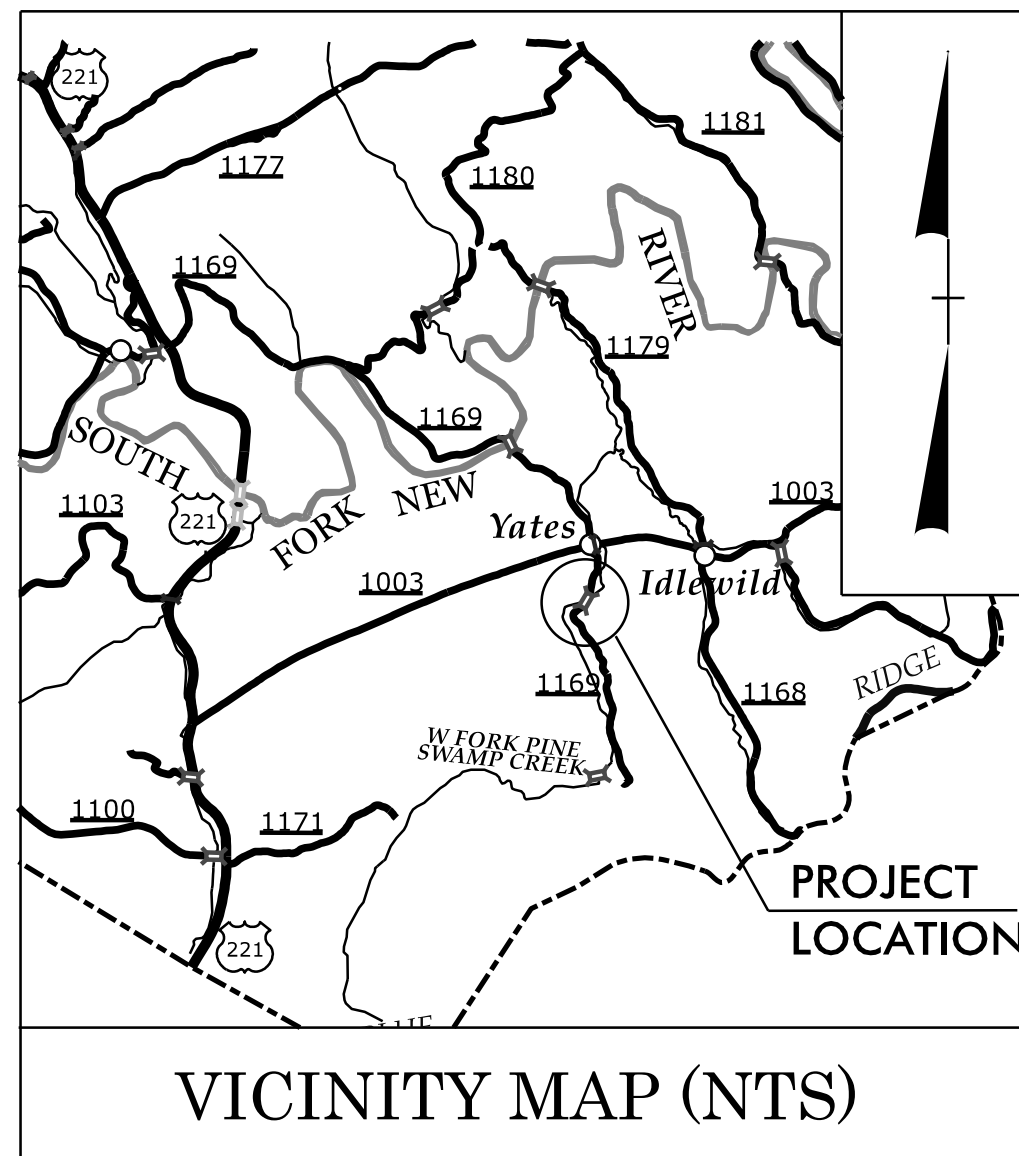 221
1181
1177
1180
1169
RIVER
1179
1169
SOUTH
NEW
1103
221
FORK
1003
Yates
1003
Idlewild
1169
1168
RIDGE
W FORK PINE
SWAMP CREEK
1100
1171
PROJECT
LOCATION
221
VICINITY MAP (NTS)